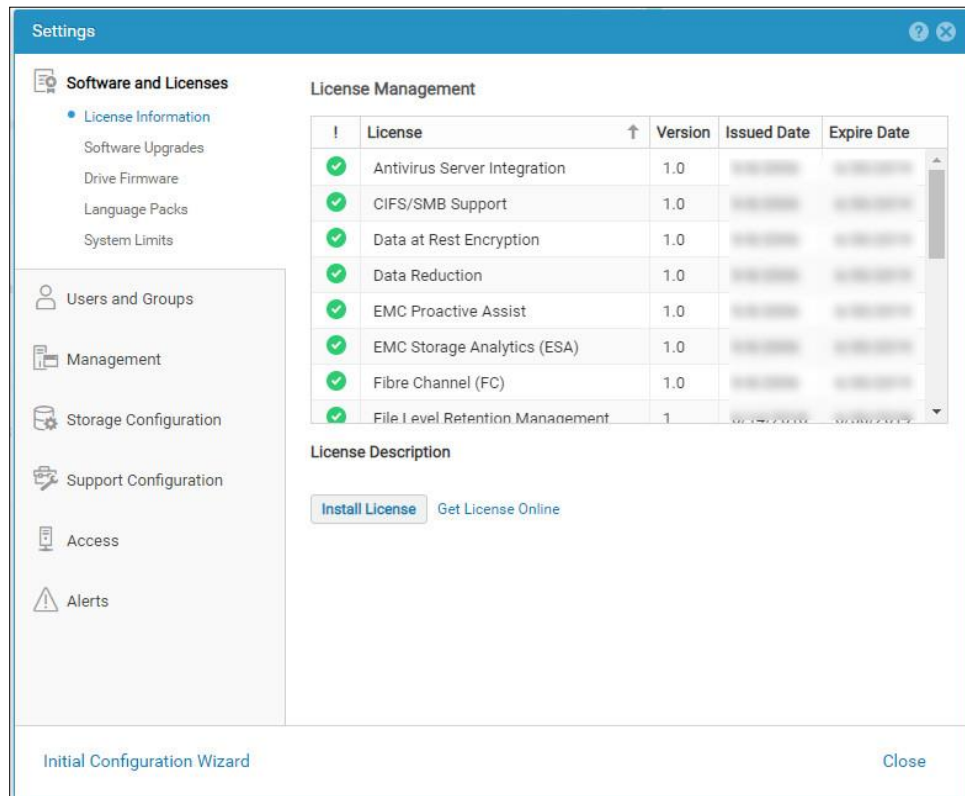 Settings
Software and Licenses
License Information
Software Upgrades
Drive Firmware
Language Packs
System Limits
Users and Groups
Management
Storage Configuration
Support Configuration
Access
Alerts
License Management
! License Version Issued Date Expire Date
Antivirus Server Integration 1.0
CIFS/SMB Support 1.0
Data at Rest Encryption 1.0
Data Reduction 1.0
EMC Proactive Assist 1.0
EMC Storage Analytics (ESA) 1.0
Fibre Channel (FC) 1.0
File Level Retention Management 1
License Description
Install License Get License Online
Initial Configuration Wizard Close